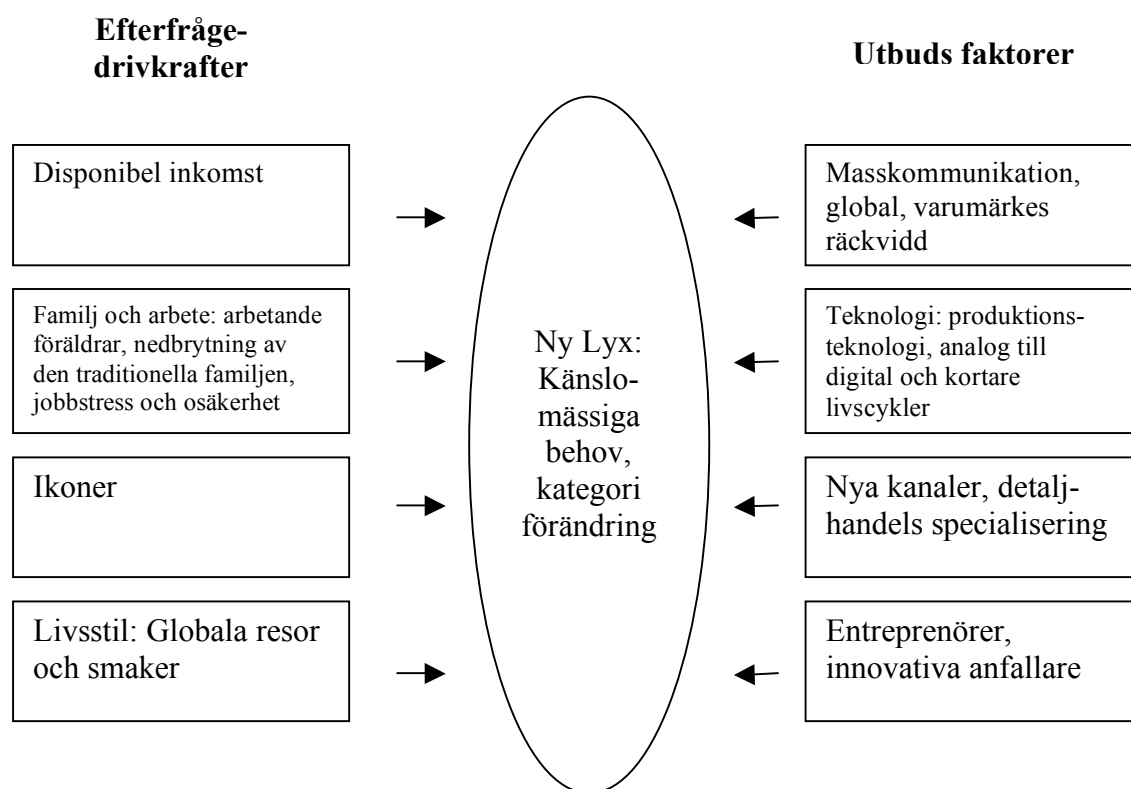 Efterfråge-
drivkrafter
Disponibel inkomst
Familj och arbete: arbetande
föräldrar, nedbrytning av
den traditionella familjen,
jobbstress och osäkerhet
Ikoner
Livsstil: Globala resor
och smaker
Ny Lyx:
Känslo-
mässiga
behov,
kategori
förändring
Utbuds faktorer
Masskommunikation,
global, varumärkes
räckvidd
Teknologi: produktions-
teknologi, analog till
digital och kortare
livscykler
Nya kanaler, detalj-
handels specialisering
Entreprenörer,
innovativa anfallare